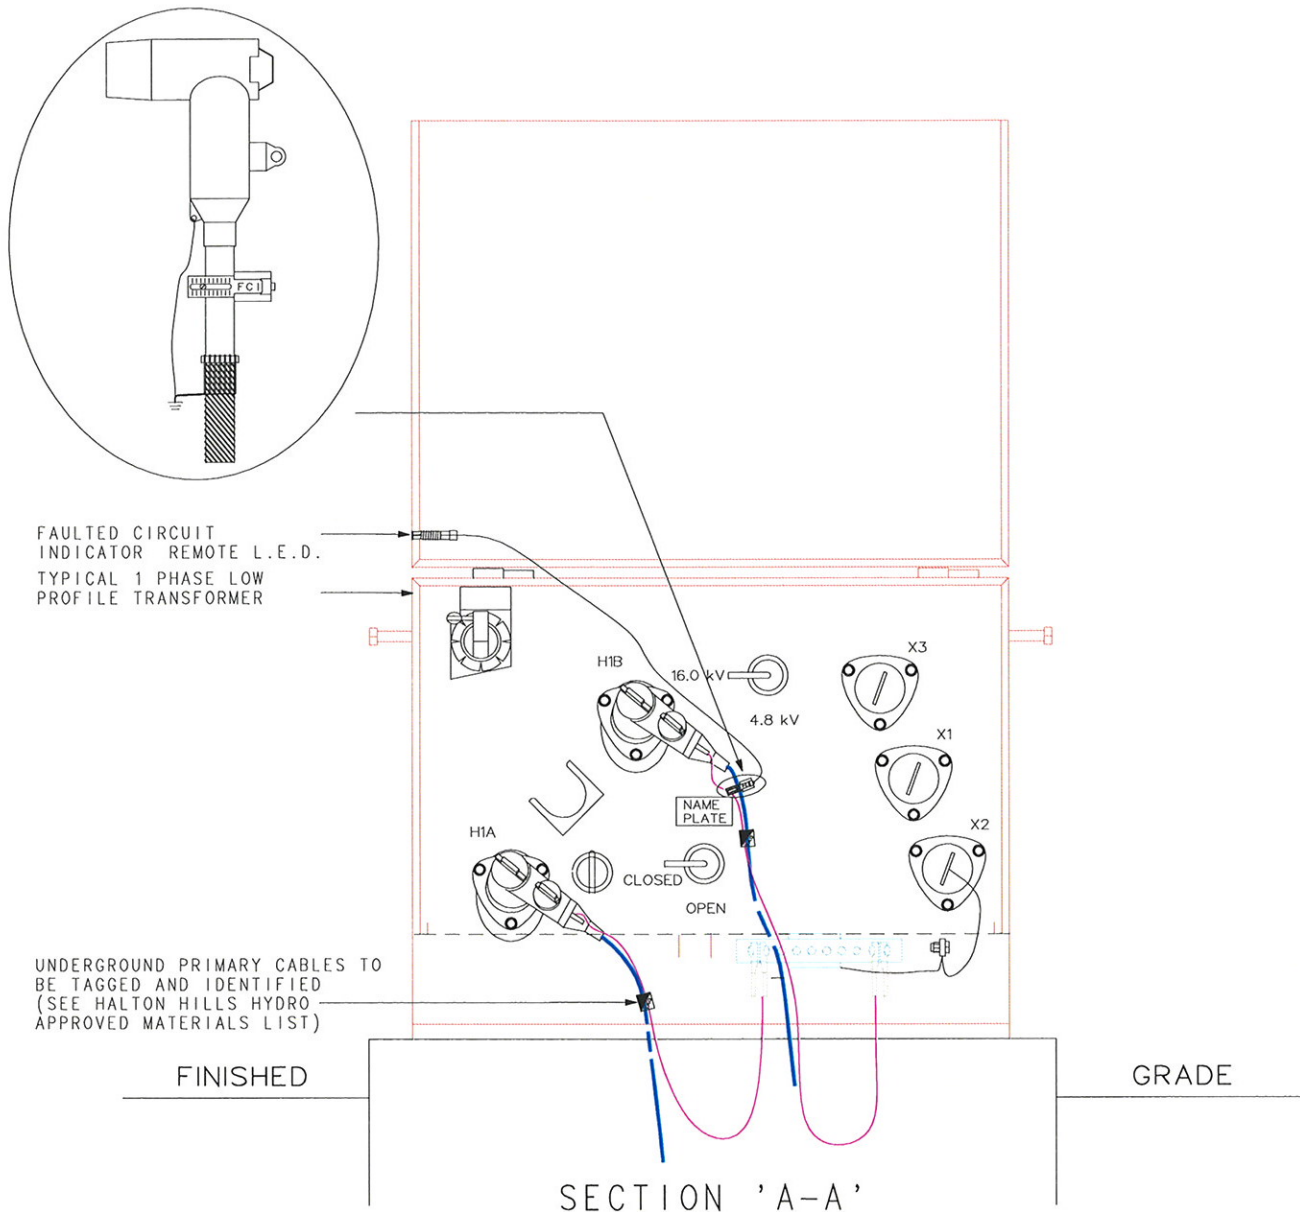 FCI
FAULTED CIRCUIT
INDICATOR REMOTE L.E.D.
TYPICAL 1 PHASE LOW
PROFILE TRANSFORMER
H1B
16.0 kV
4.8 kV
X3
X1
NAME
PLATE
H1A
X2
CLOSED
OPEN
UNDERGROUND PRIMARY CABLES TO
BE TAGGED AND IDENTIFIED
(SEE HALTON HILLS HYDRO
APPROVED MATERIALS LIST)
FINISHED
GRADE
SECTION 'A-A'